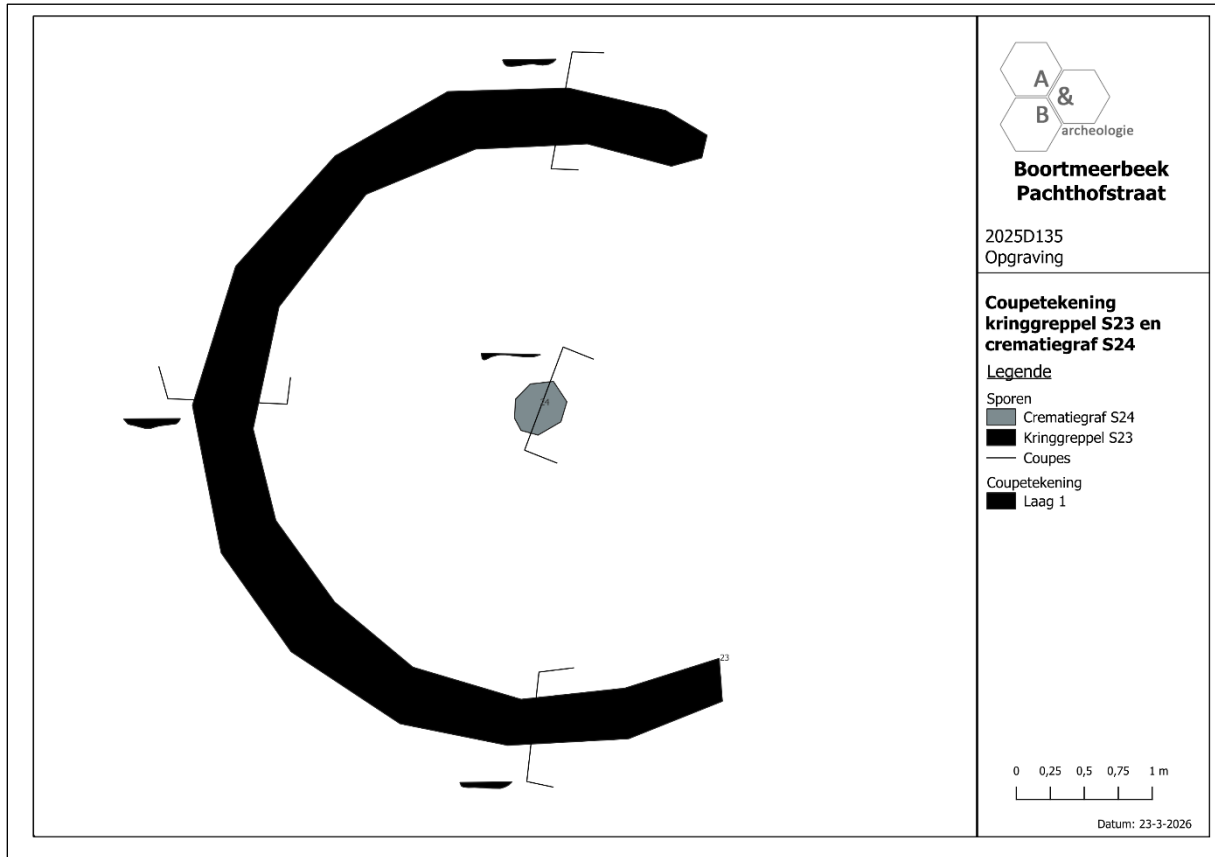 A
&
B
archeologie
Boortmeerbeek
Pachthofstraat
2025D135
Opgraving
Coupetekening
kringgreppel S23 en
crematiegraf S24
Legende
Sporen
Crematiegraf S24
Kringgreppel S23
Coupes
Coupetekening
Laag 1
24
23
0 0,25 0,5 0,75 1 m
Datum: 23-3-2026